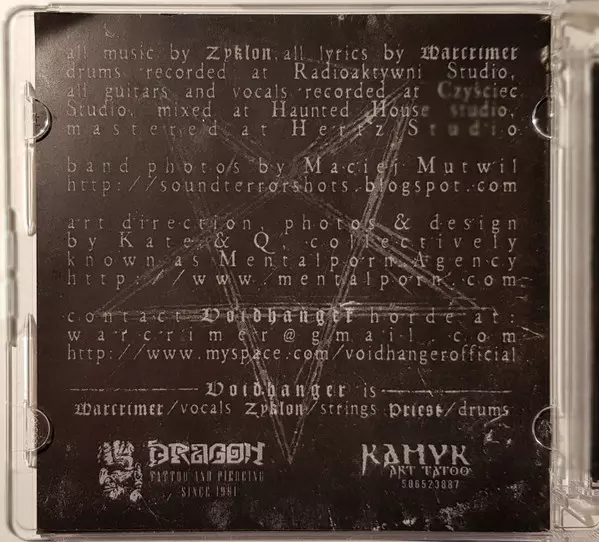 all music by Zyklon, all lyrics by Warcrimer
drums recorded at Radioaktywni Studio,
all guitars and vocals recorded at Czyściec
Studio, mixed at Haunted House studio,
mastered at Hertz Studio
band photos by Maciej Mutwil
http://soundterrorshots.blogspot.com
art direction, photos & design
by Kate & Q, collectively
known as Mentalporn Agency
http://www.mentalporn.com
contact Voidhanger horde at:
warcrimer@gmail.com
http://www.myspace.com/voidhangerofficial
Voidhanger is
Warcrimer/vocals Zyklon/strings Priest/drums
DRAGON
TATTOO AND PIERCING
SINCE 1991
KAMYK
ART TATOO
506523887